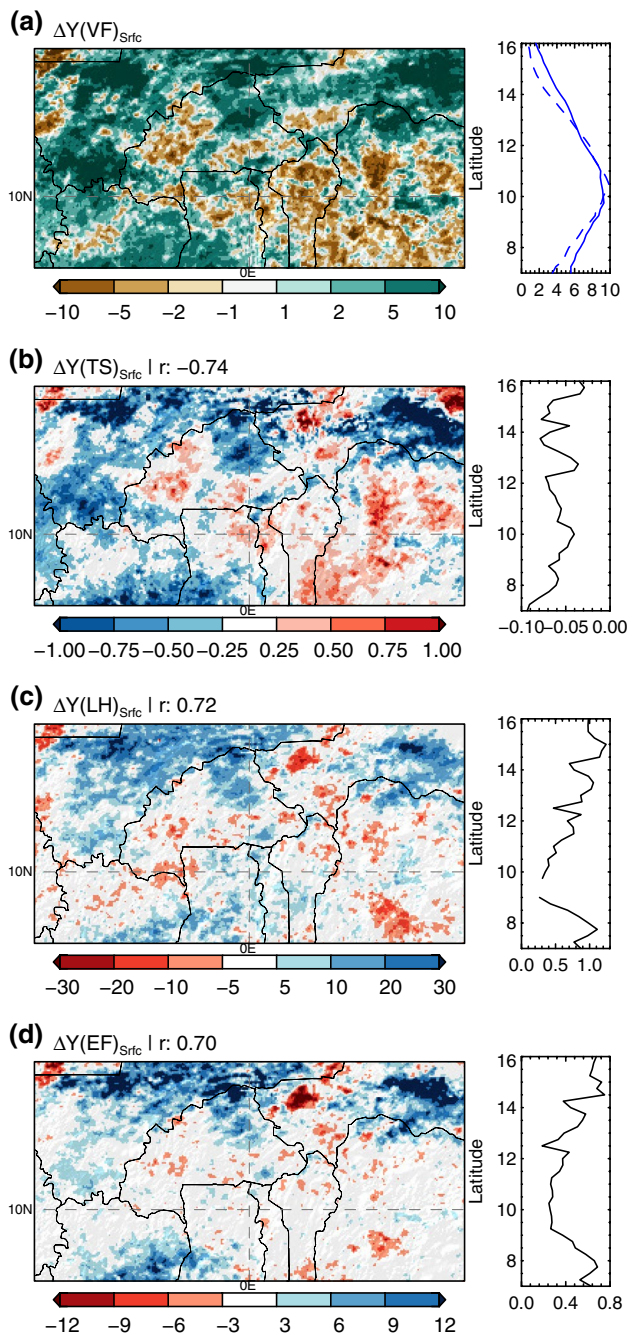 (a) ΔY(VF)Srfc
16
14
12
10
8
Latitude
10N
0E
0 2 4 6 8 10
−10 −5 −2 −1 1 2 5 10
(b) ΔY(TS)Srfc | r: −0.74
16
14
12
10
8
Latitude
10N
0E
−0.10 −0.05 0.00
−1.00 −0.75 −0.50 −0.25 0.25 0.50 0.75 1.00
(c) ΔY(LH)Srfc | r: 0.72
16
14
12
10
8
Latitude
10N
0E
0.0 0.5 1.0
−30 −20 −10 −5 5 10 20 30
(d) ΔY(EF)Srfc | r: 0.70
16
14
12
10
8
Latitude
10N
0E
0.0 0.4 0.8
−12 −9 −6 −3 3 6 9 12